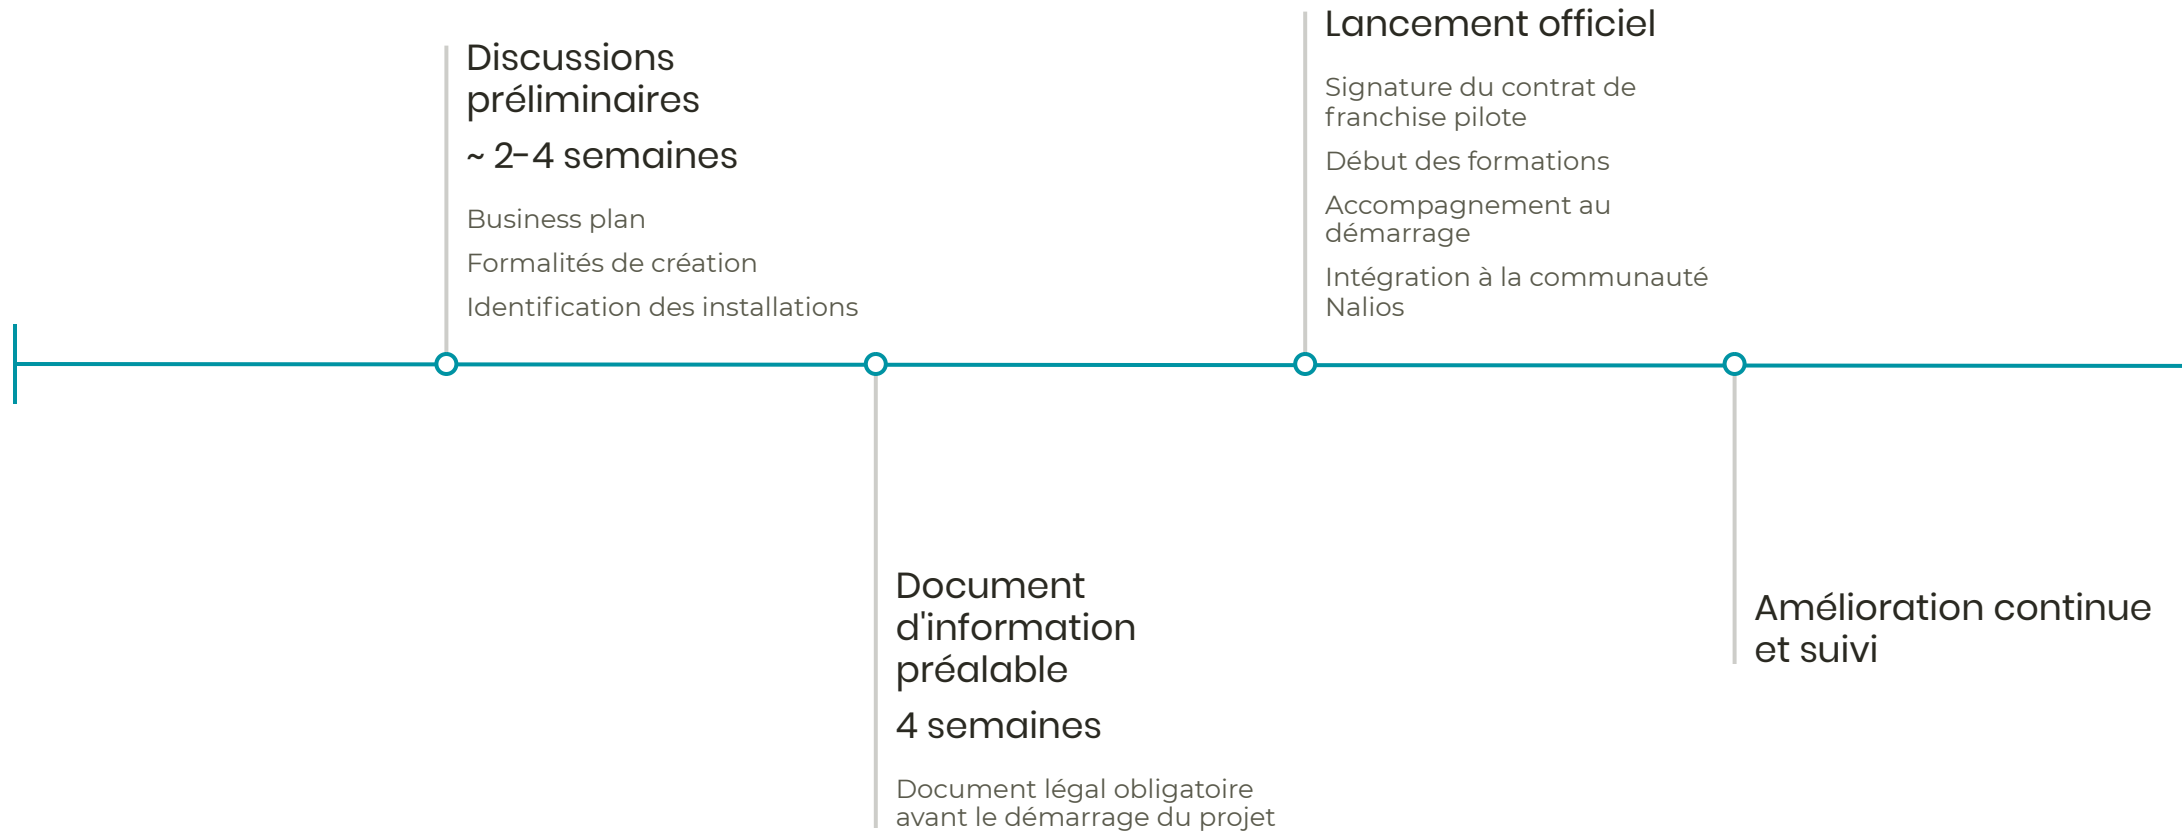 Discussions
préliminaires
~ 2-4 semaines
Business plan
Formalités de création
Identification des installations
Document
d'information
préalable
4 semaines
Document légal obligatoire
avant le démarrage du projet
Lancement officiel
Signature du contrat de
franchise pilote
Début des formations
Accompagnement au
démarrage
Intégration à la communauté
Nalios
Amélioration continue
et suivi